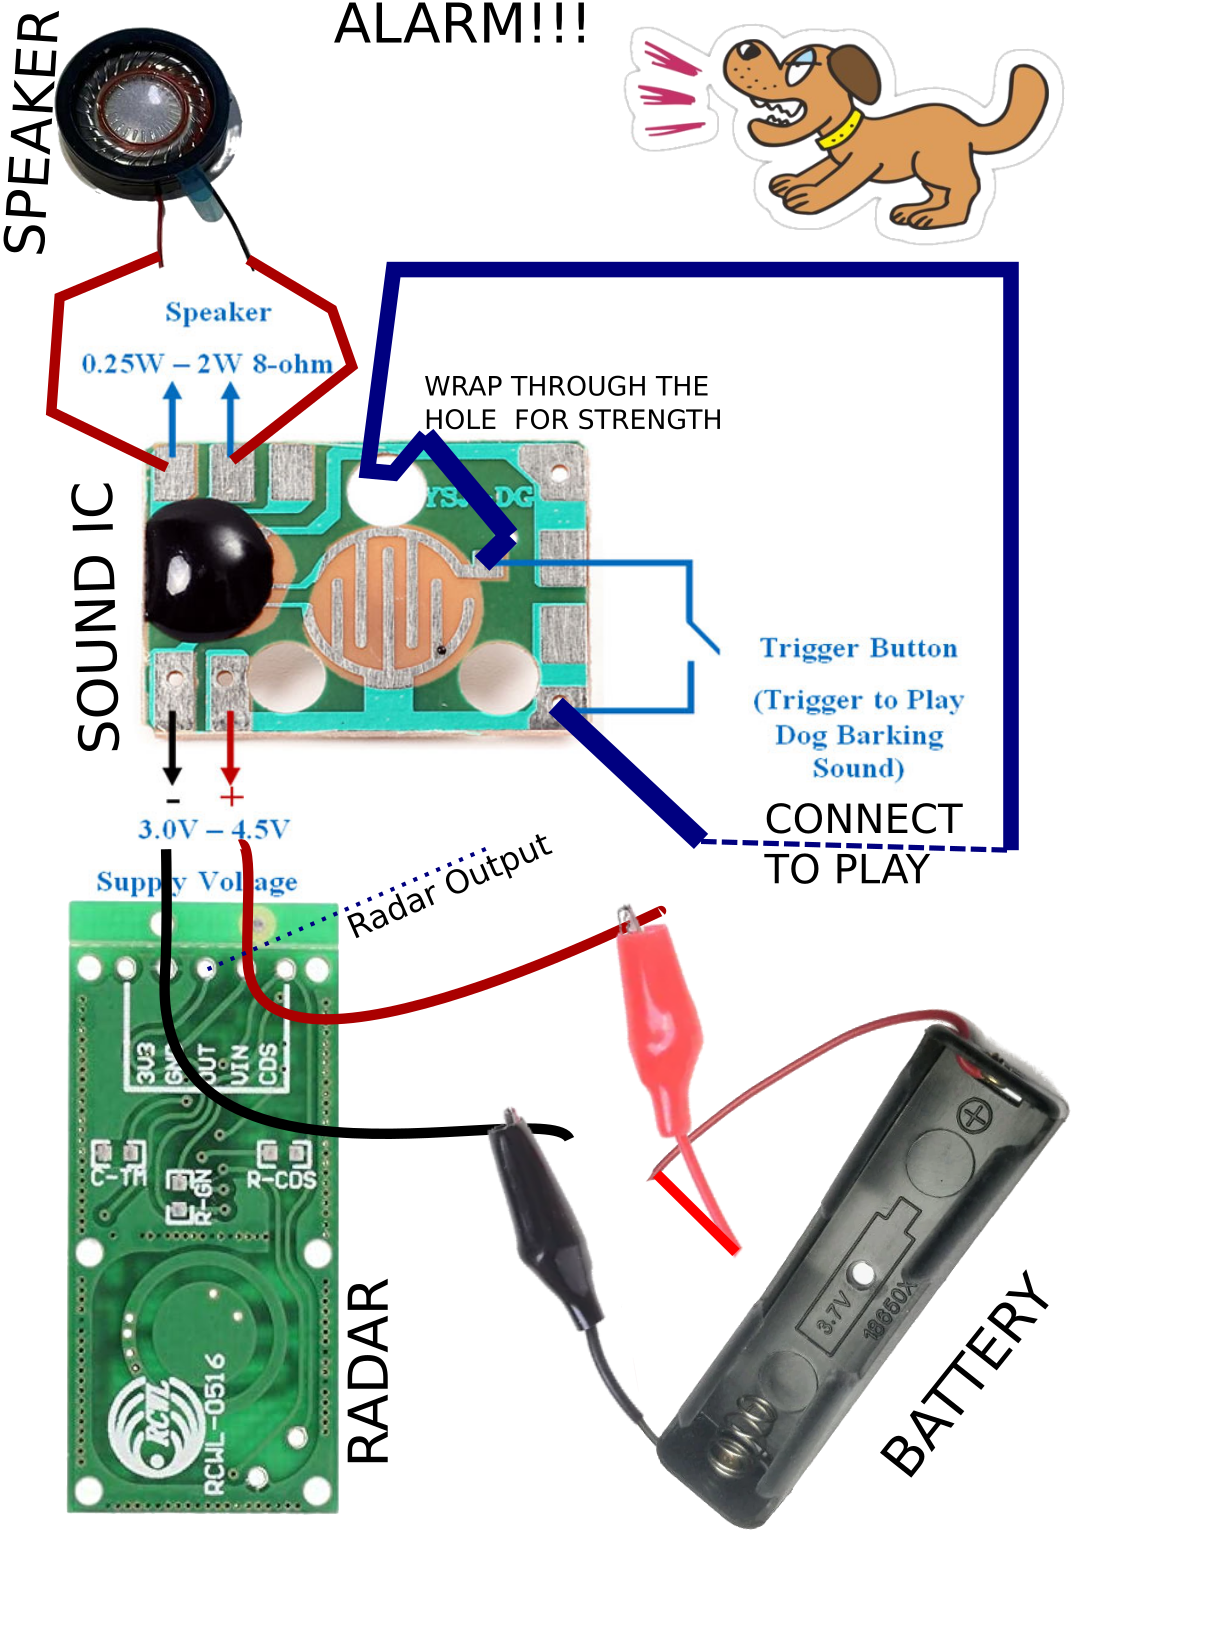 ALARM!!!
SPEAKER
Speaker
0.25W – 2W 8-ohm
WRAP THROUGH THE
HOLE FOR STRENGTH
SOUND IC
Trigger Button
(Trigger to Play
Dog Barking
Sound)
- +
3.0V – 4.5V
CONNECT
TO PLAY
Supply Voltage
Radar Output
3V3
GND
OUT
VIN
CDS
C-TM
R-GN
R-CDS
RCWL
RCWL-0516
RADAR
+
3.7V
18650X
BATTERY